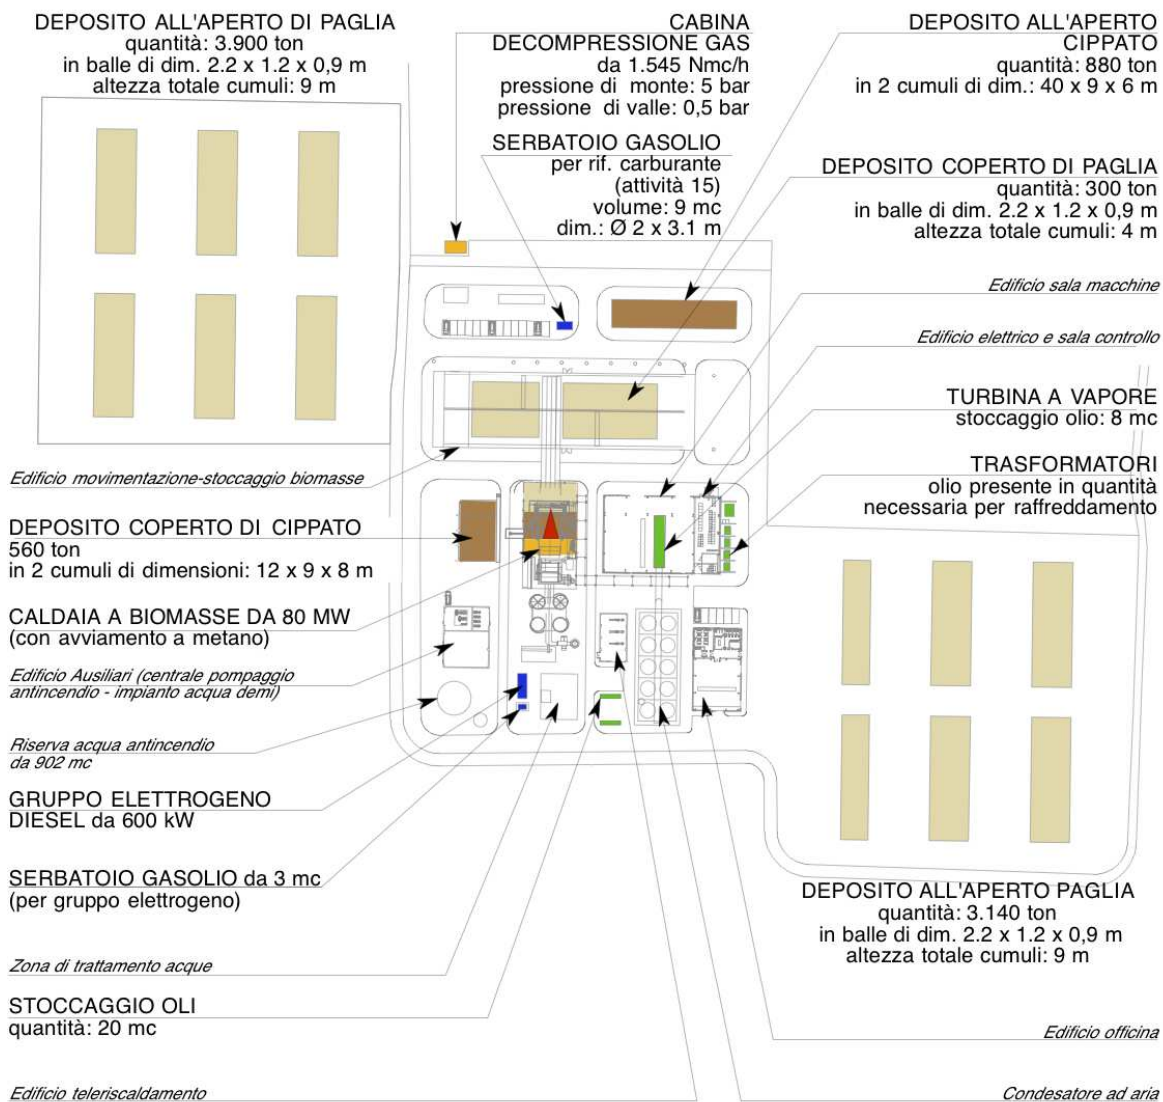 DEPOSITO ALL'APERTO DI PAGLIA
quantità: 3.900 ton
in balle di dim. 2.2 x 1.2 x 0,9 m
altezza totale cumuli: 9 m
CABINA
DECOMPRESSIONE GAS
da 1.545 Nmc/h
pressione di monte: 5 bar
pressione di valle: 0,5 bar
SERBATOIO GASOLIO
per rif. carburante
(attività 15)
volume: 9 mc
dim.: Ø 2 x 3.1 m
DEPOSITO ALL'APERTO
CIPPATO
quantità: 880 ton
in 2 cumuli di dim.: 40 x 9 x 6 m
DEPOSITO COPERTO DI PAGLIA
quantità: 300 ton
in balle di dim. 2.2 x 1.2 x 0,9 m
altezza totale cumuli: 4 m
Edificio sala macchine
Edificio elettrico e sala controllo
TURBINA A VAPORE
stoccaggio olio: 8 mc
TRASFORMATORI
olio presente in quantità
necessaria per raffreddamento
Edificio movimentazione-stoccaggio biomasse
DEPOSITO COPERTO DI CIPPATO
560 ton
in 2 cumuli di dimensioni: 12 x 9 x 8 m
CALDAIA A BIOMASSE DA 80 MW
(con avviamento a metano)
Edificio Ausiliari (centrale pompaggio
antincendio - impianto acqua demi)
Riserva acqua antincendio
da 902 mc
GRUPPO ELETTROGENO
DIESEL da 600 kW
SERBATOIO GASOLIO da 3 mc
(per gruppo elettrogeno)
Zona di trattamento acque
STOCCAGGIO OLI
quantità: 20 mc
Edificio teleriscaldamento
DEPOSITO ALL'APERTO PAGLIA
quantità: 3.140 ton
in balle di dim. 2.2 x 1.2 x 0,9 m
altezza totale cumuli: 9 m
Edificio officina
Condesatore ad aria